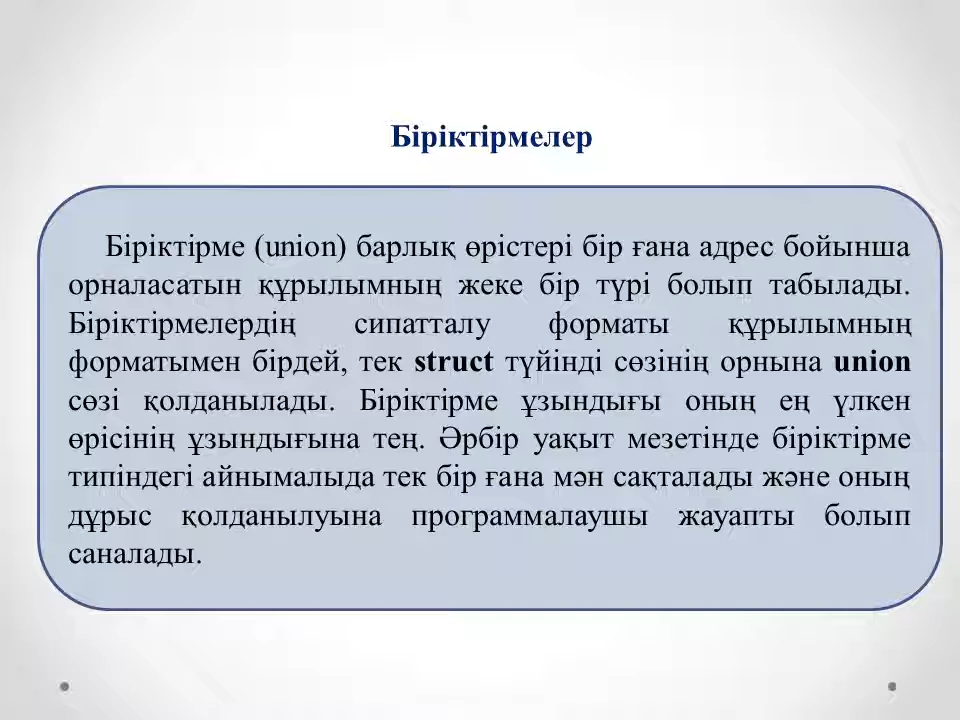 Біріктірмелер
Біріктірме (union) барлық өрістері бір ғана адрес бойынша
орналасатын құрылымның жеке бір түрі болып табылады.
Біріктірмелердің сипатталу форматы құрылымның
форматымен бірдей, тек struct түйінді сөзінің орнына union
сөзі қолданылады. Біріктірме ұзындығы оның ең үлкен
өрісінің ұзындығына тең. Әрбір уақыт мезетінде біріктірме
типіндегі айнымалыда тек бір ғана мән сақталады және оның
дұрыс қолданылуына программалаушы жауапты болып
саналады.